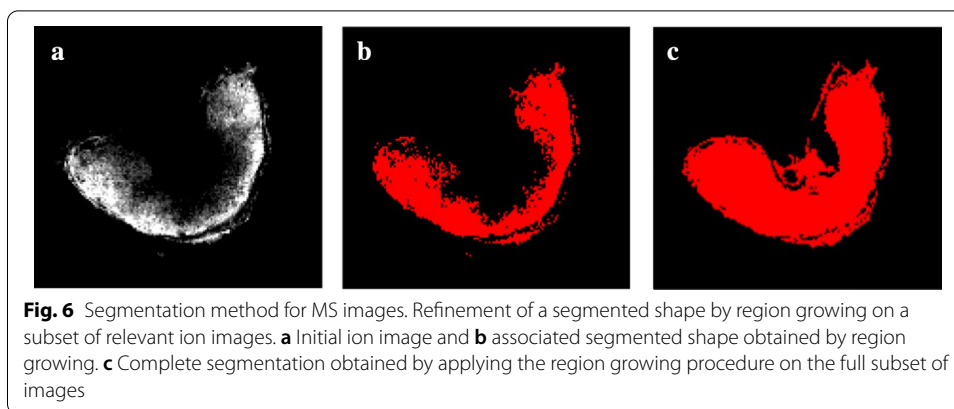 a
b
c
Fig. 6 Segmentation method for MS images. Refinement of a segmented shape by region growing on a
subset of relevant ion images. a Initial ion image and b associated segmented shape obtained by region
growing. c Complete segmentation obtained by applying the region growing procedure on the full subset of
images